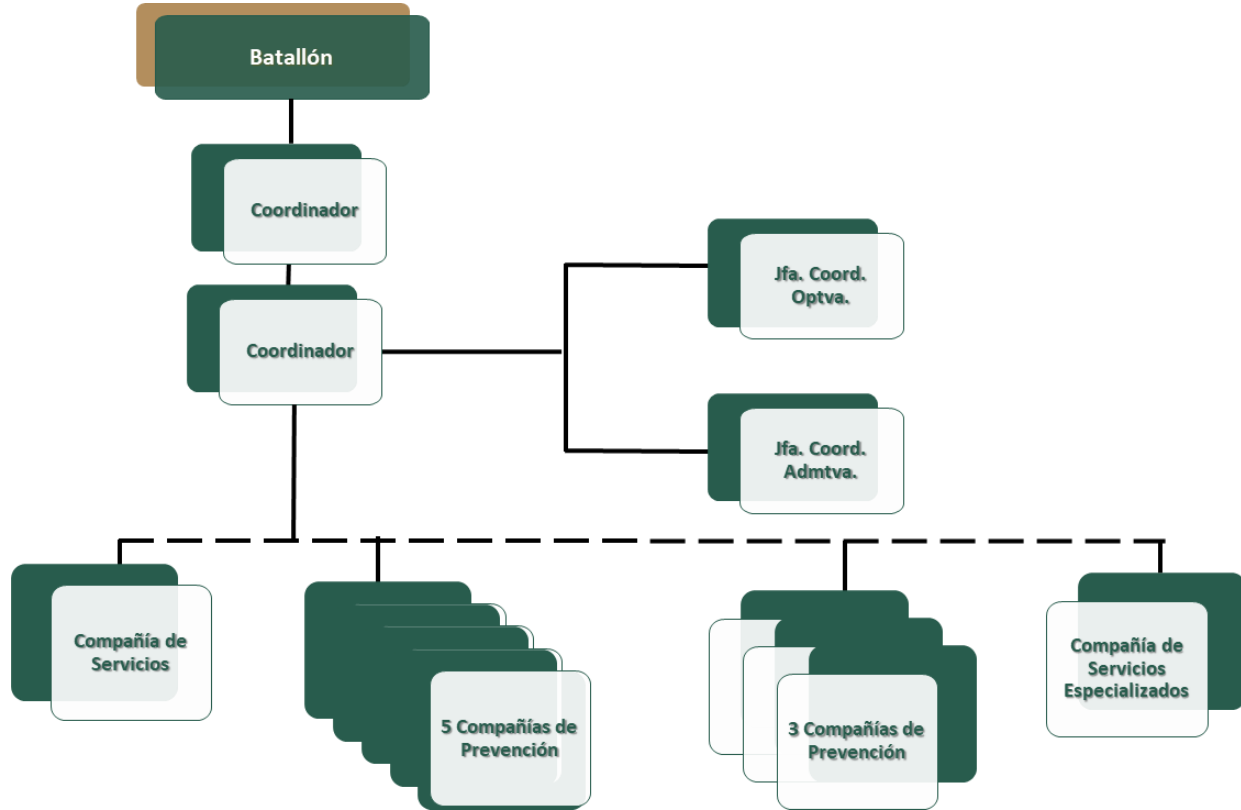 Batallón
Coordinador
Coordinador
Jfa. Coord.
Optva.
Jfa. Coord.
Admtva.
Compañía de
Servicios
5 Compañías de
Prevención
3 Compañías de
Prevención
Compañía de
Servicios
Especializados